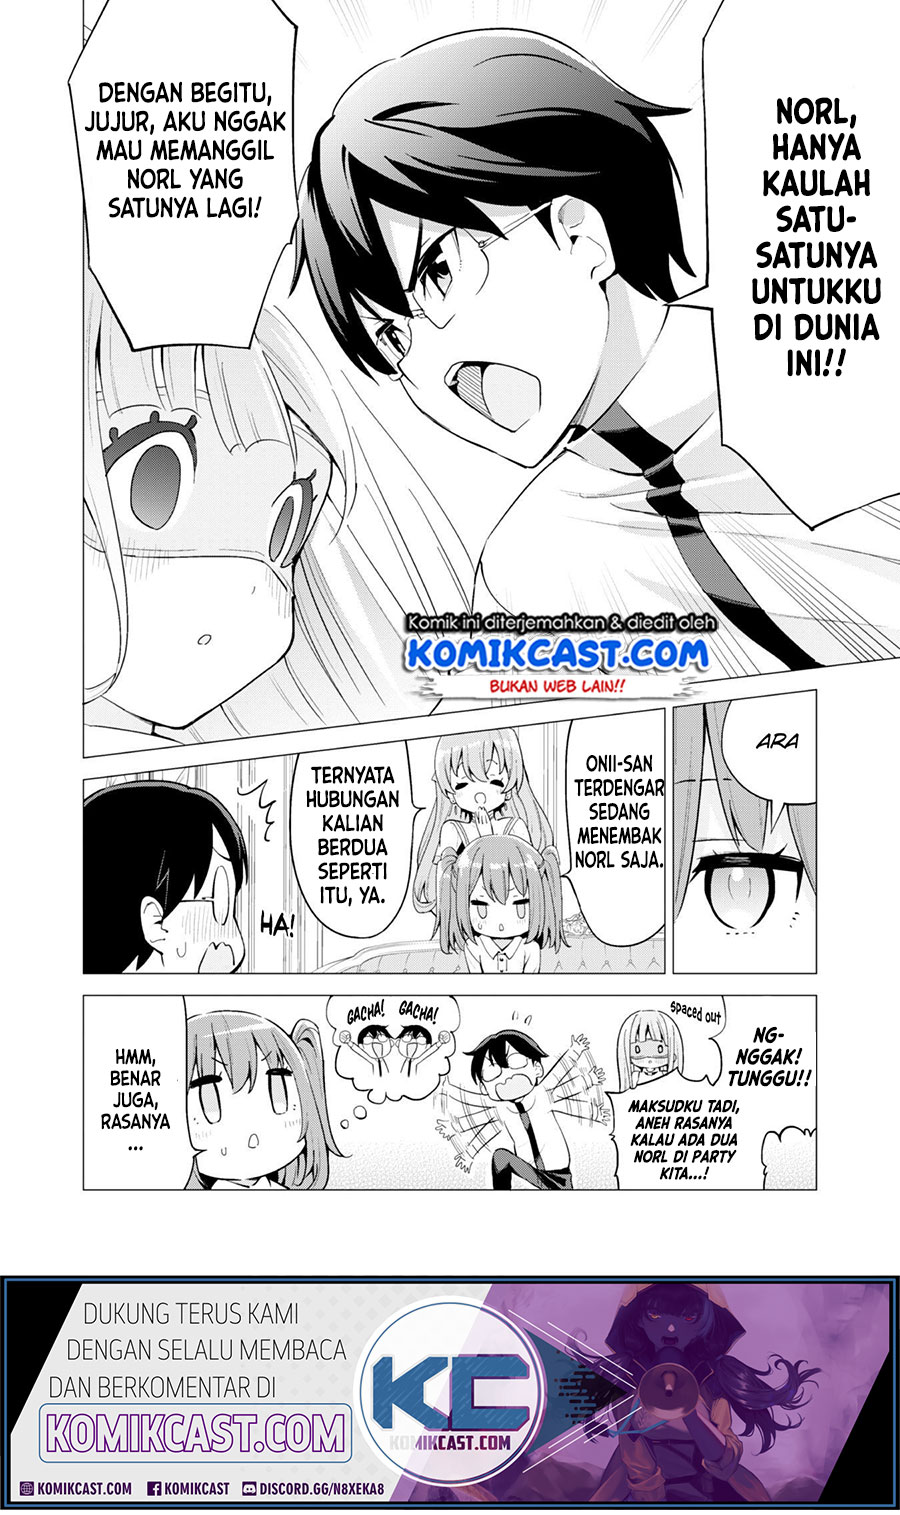 NORL,
HANYA
KAULAH
SATU-
SATUNYA
UNTUKKU
DI DUNIA
INI!!
DENGAN BEGITU,
JUJUR, AKU NGGAK
MAU MEMANGGIL
NORL YANG
SATUNYA LAGI!
Komik ini diterjemahkan & diedit oleh
KOMIKCAST.COM
BUKAN WEB LAIN!!
ARA
ONII-SAN
TERDENGAR
SEDANG
MENEMBAK
NORL SAJA.
TERNYATA
HUBUNGAN
KALIAN
BERDUA
SEPERTI
ITU, YA.
HA!
NG-
NGGAK!
TUNGGU!!
spaced out
MAKSUDKU TADI,
ANEH RASANYA
KALAU ADA DUA
NORL DI PARTY
KITA...!
GACHA! GACHA!
HMM,
BENAR
JUGA,
RASANYA
...
DUKUNG TERUS KAMI
DENGAN SELALU MEMBACA
DAN BERKOMENTAR DI
KOMIKCAST.COM
KC
KOMIKCAST.COM
KOMIKCAST.COM KOMIKCAST DISCORD.GG/N8XEKA8